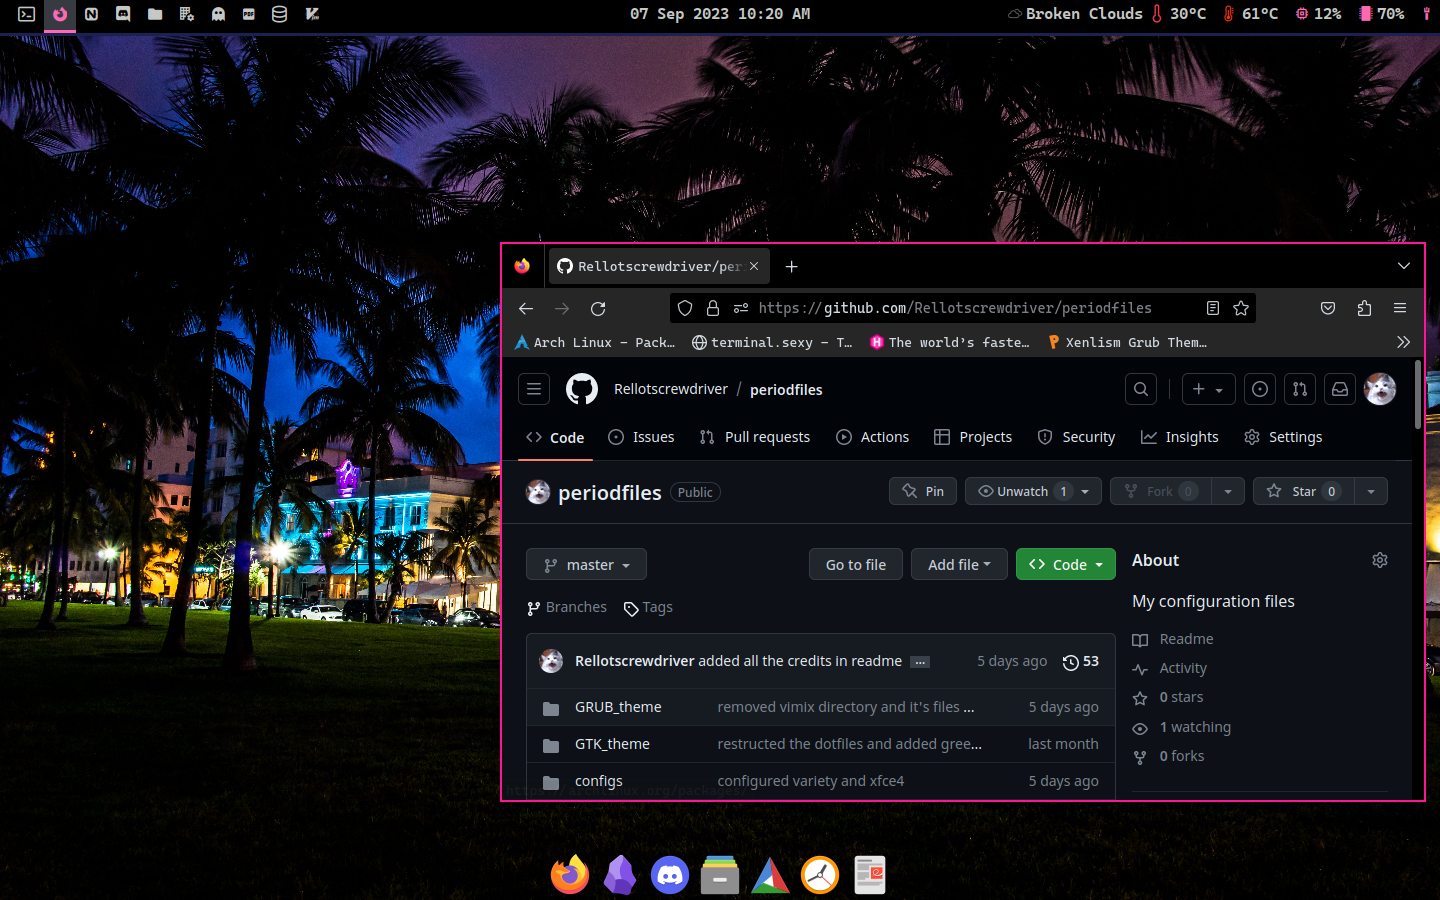 07 Sep 2023 10:20 AM
Broken Clouds 30°C 61°C 12% 70%
Rellotscrewdriver/per
https://github.com/Rellotscrewdriver/periodfiles
Arch Linux – Pack… terminal.sexy – T… The world's faste… Xenlism Grub Them…
Rellotscrewdriver / periodfiles
Code Issues Pull requests Actions Projects Security Insights Settings
periodfiles Public Pin Unwatch 1 Fork 0 Star 0
master Go to file Add file Code
About
My configuration files
Branches Tags
Readme
Activity
0 stars
1 watching
0 forks
Rellotscrewdriver added all the credits in readme ... 5 days ago 53
GRUB_theme removed vimix directory and it's files ... 5 days ago
GTK_theme restructed the dotfiles and added gree... last month
configs configured variety and xfce4 5 days ago
https://archlinux.org/packages/